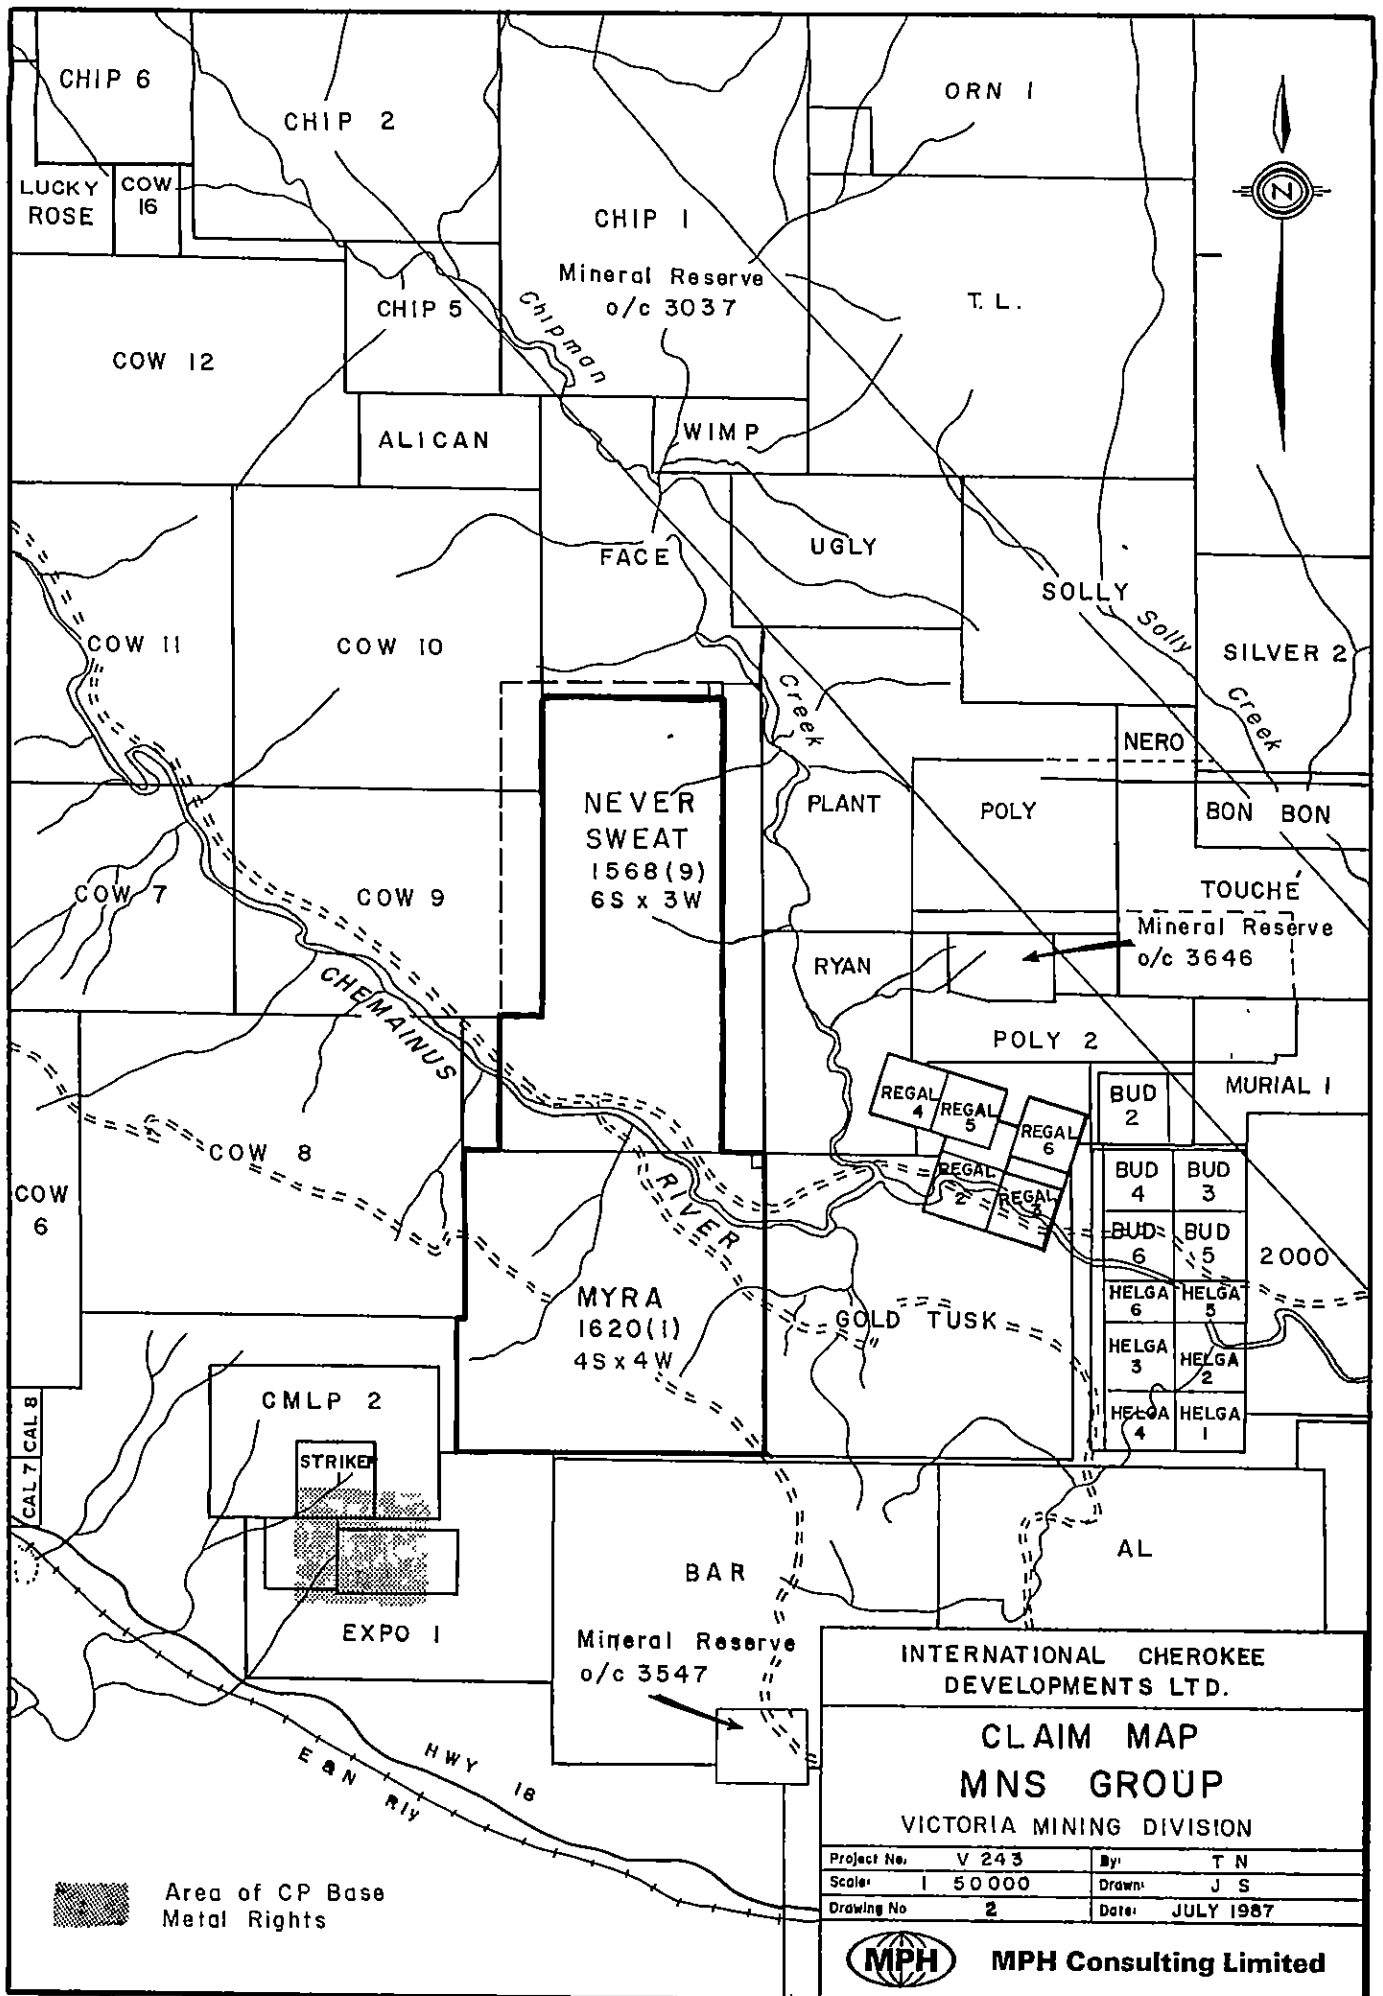 CHIP 6
CHIP 2
ORN 1
LUCKY
ROSE
COW
16
CHIP 1
Mineral Reserve
o/c 3037
CHIP 5
Chipman
T. L.
COW 12
ALICAN
WIMP
FACE
UGLY
SOLLY
Solly
Creek
SILVER 2
COW 11
COW 10
Creek
NERO
NEVER
SWEAT
1568(9)
6S x 3W
PLANT
POLY
BON BON
COW 7
COW 9
TOUCHÉ
Mineral Reserve
o/c 3646
RYAN
CHEMAINUS
RIVER
POLY 2
MURIAL 1
REGAL
4
REGAL
5
REGAL
6
REGAL
2
REGAL
3
BUD
2
BUD
4
BUD
3
BUD
6
BUD
5
2000
HELGA
6
HELGA
5
HELGA
3
HELGA
2
HELGA
4
HELGA
1
COW 8
COW
6
MYRA
1620(1)
4S x 4W
GOLD TUSK
CAL 8
CAL 7
CMLP 2
STRIKER
1
BAR
AL
EXPO 1
Mineral Reserve
o/c 3547
HWY 18
E & N Rly
Area of CP Base
Metal Rights
INTERNATIONAL CHEROKEE
DEVELOPMENTS LTD.
CLAIM MAP
MNS GROUP
VICTORIA MINING DIVISION
Project No. V 243 By: T N
Scale: 1 50000 Drawn: J S
Drawing No 2 Date: JULY 1987
MPH MPH Consulting Limited
N